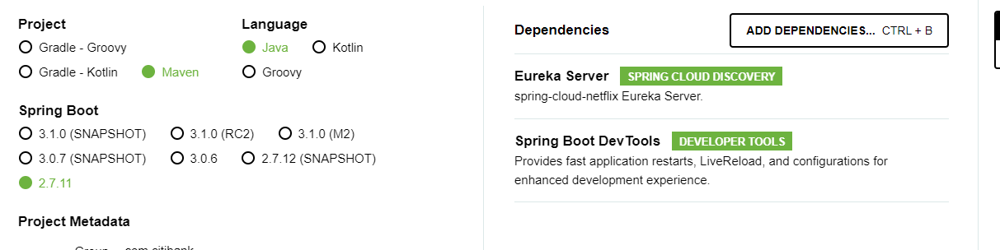 Project
Gradle - Groovy
Gradle - Kotlin Maven
Language
Java Kotlin
Groovy
Spring Boot
3.1.0 (SNAPSHOT) 3.1.0 (RC2) 3.1.0 (M2)
3.0.7 (SNAPSHOT) 3.0.6 2.7.12 (SNAPSHOT)
2.7.11
Project Metadata
Group com.citibank
Dependencies
ADD DEPENDENCIES... CTRL + B
Eureka Server SPRING CLOUD DISCOVERY
spring-cloud-netflix Eureka Server.
Spring Boot DevTools DEVELOPER TOOLS
Provides fast application restarts, LiveReload, and configurations for
enhanced development experience.